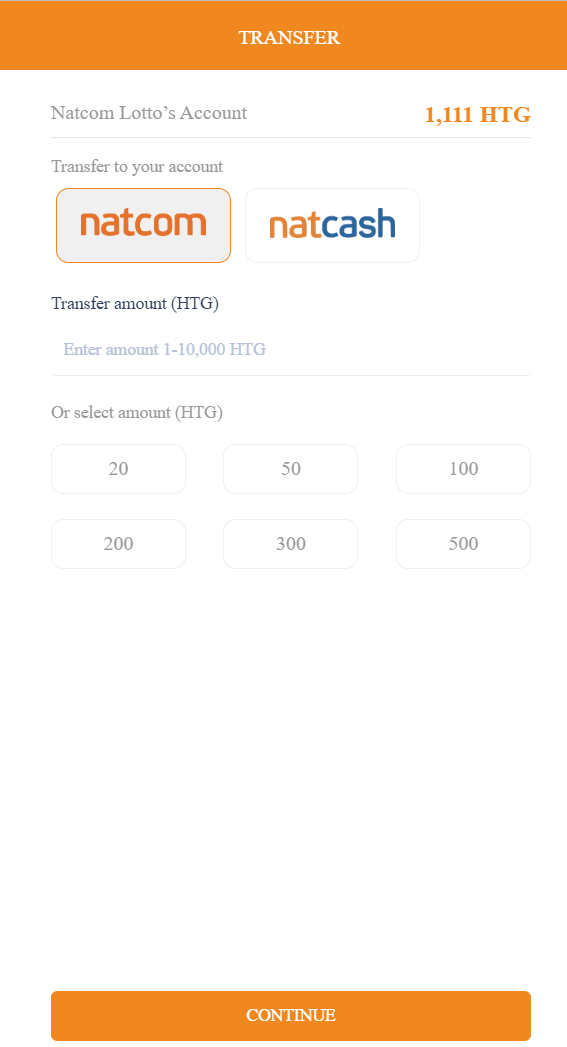 TRANSFER
Natcom Lotto’s Account 1,111 HTG
Transfer to your account
natcom natcash
Transfer amount (HTG)
Enter amount 1-10,000 HTG
Or select amount (HTG)
20 50 100
200 300 500
CONTINUE